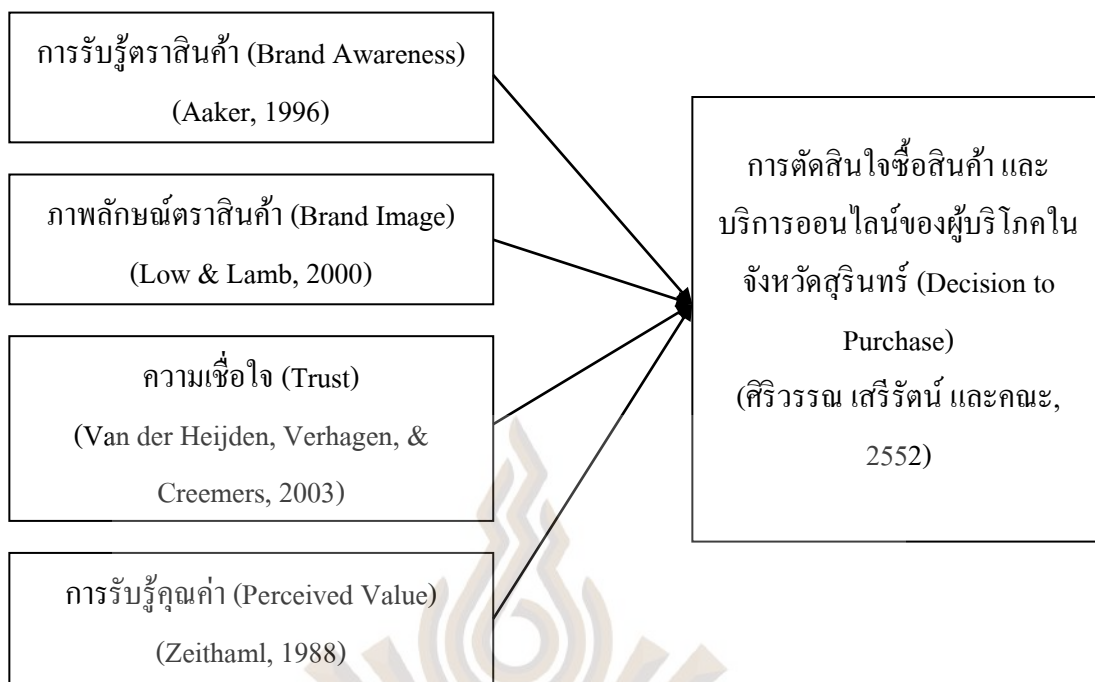 การรับรู้ตราสินค้า (Brand Awareness)
(Aaker, 1996)
ภาพลักษณ์ตราสินค้า (Brand Image)
(Low & Lamb, 2000)
ความเชื่อใจ (Trust)
(Van der Heijden, Verhagen, &
Creemers, 2003)
การรับรู้คุณค่า (Perceived Value)
(Zeithaml, 1988)
การตัดสินใจซื้อสินค้า และ
บริการออนไลน์ของผู้บริโภคใน
จังหวัดสุรินทร์ (Decision to
Purchase)
(ศิริวรรณ เสรีรัตน์ และคณะ,
2552)